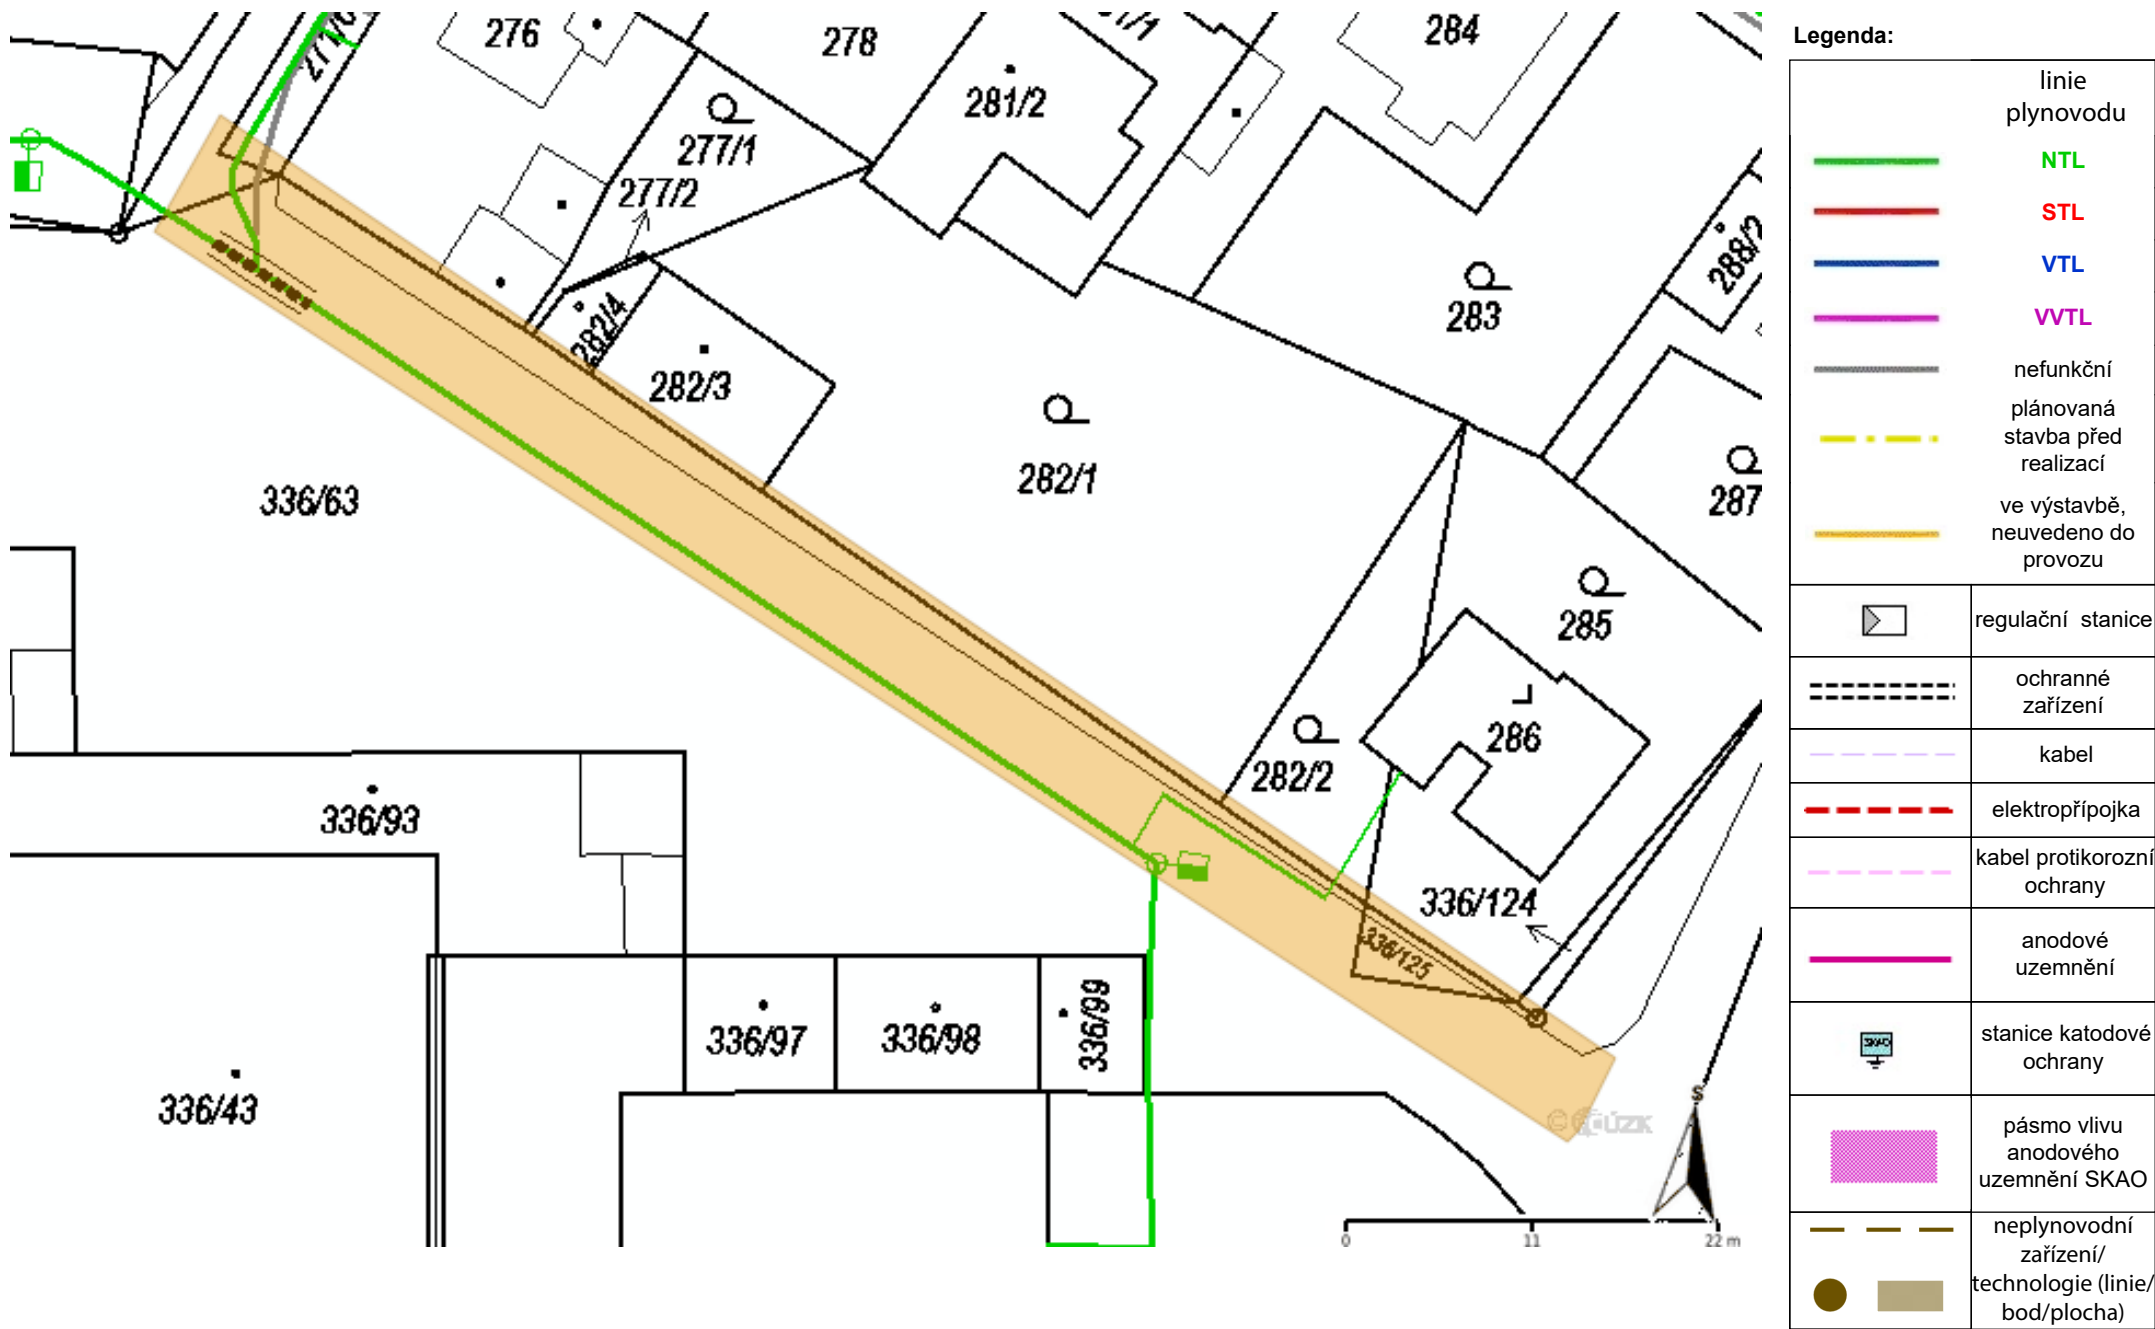 276
278
281/2
284
277/1
277/2
282/4
282/3
282/1
283
288/2
287
285
286
282/2
336/63
336/93
336/124
336/125
336/97
336/98
336/99
336/43
S
0 11 22 m
Legenda:
linie
plynovodu
NTL
STL
VTL
VVTL
nefunkční
plánovaná
stavba před
realizací
ve výstavbě,
neuvedeno do
provozu
regulační stanice
ochranné
zařízení
kabel
elektropřípojka
kabel protikorozní
ochrany
anodové
uzemnění
SKAO
stanice katodové
ochrany
pásmo vlivu
anodového
uzemnění SKAO
neplynovodní
zařízení/
technologie (linie/
bod/plocha)